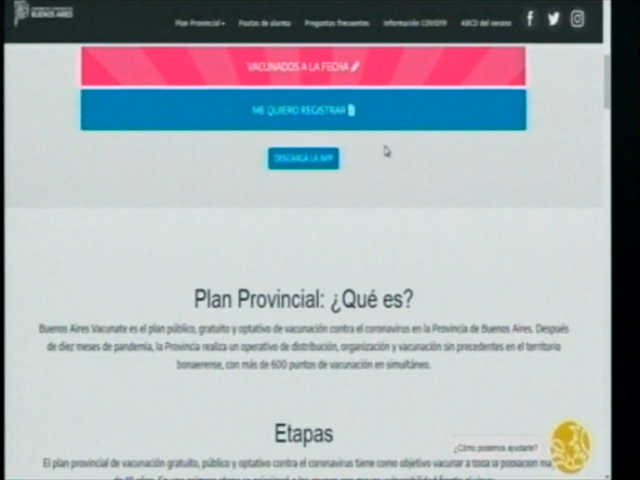 BUENOS AIRES
Plan Provincial
Pautas de alarma
Preguntas frecuentes
Información COVID19
ABCD del verano
VACUNADOS A LA FECHA
ME QUIERO REGISTRAR
DESCARGÁ LA APP
Plan Provincial: ¿Qué es?
Buenos Aires Vacunate es el plan público, gratuito y optativo de vacunación contra el coronavirus en la Provincia de Buenos Aires. Después
de diez meses de pandemia, la Provincia realiza un operativo de distribución, organización y vacunación sin precedentes en el territorio
bonaerense, con más de 600 puntos de vacunación en simultáneo.
Etapas
¿Cómo podemos ayudarte?
El plan provincial de vacunación gratuito, público y optativo contra el coronavirus tiene como objetivo vacunar a toda la población